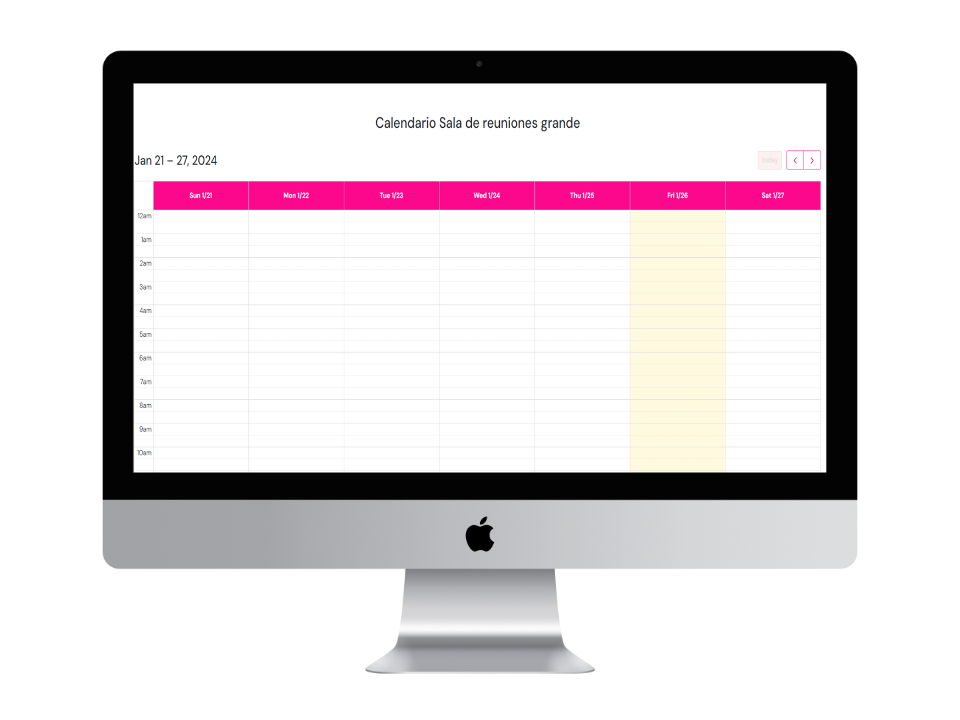 Calendario Sala de reuniones grande
Jan 21 – 27, 2024
today
Sun 1/21 Mon 1/22 Tue 1/23 Wed 1/24 Thu 1/25 Fri 1/26 Sat 1/27
12am
1am
2am
3am
4am
5am
6am
7am
8am
9am
10am